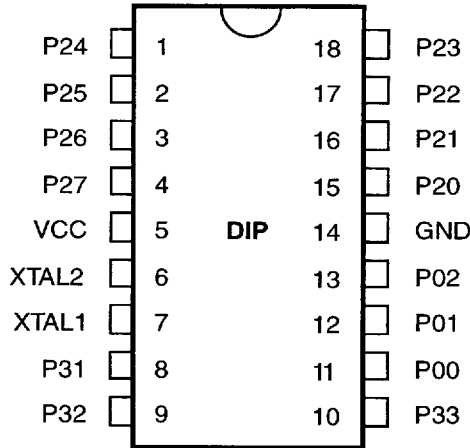 P24 1 18 P23
P25 2 17 P22
P26 3 16 P21
P27 4 15 P20
VCC 5 DIP 14 GND
XTAL2 6 13 P02
XTAL1 7 12 P01
P31 8 11 P00
P32 9 10 P33